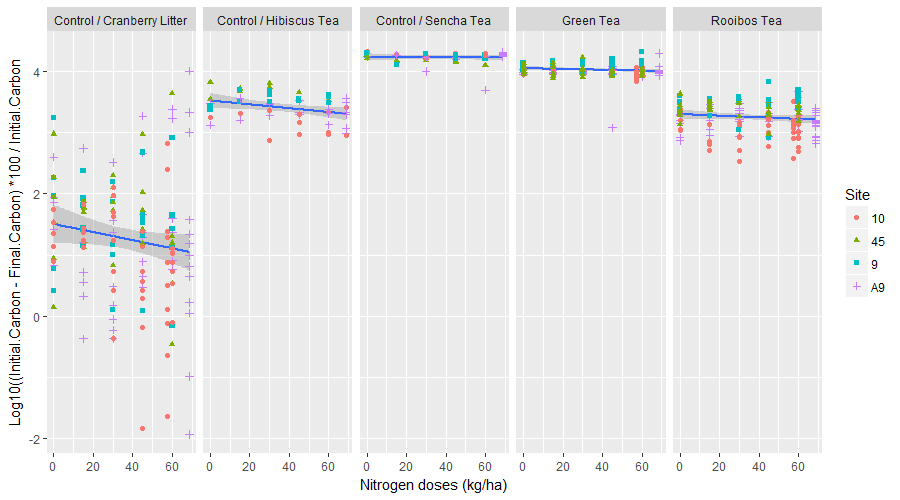 Control / Cranberry Litter
Control / Hibiscus Tea
Control / Sencha Tea
Green Tea
Rooibos Tea
Log10((Initial.Carbon - Final.Carbon) *100 / Initial.Carbon)
4
2
0
-2
0 20 40 60
0 20 40 60
0 20 40 60
0 20 40 60
0 20 40 60
Nitrogen doses (kg/ha)
Site
10
45
9
A9